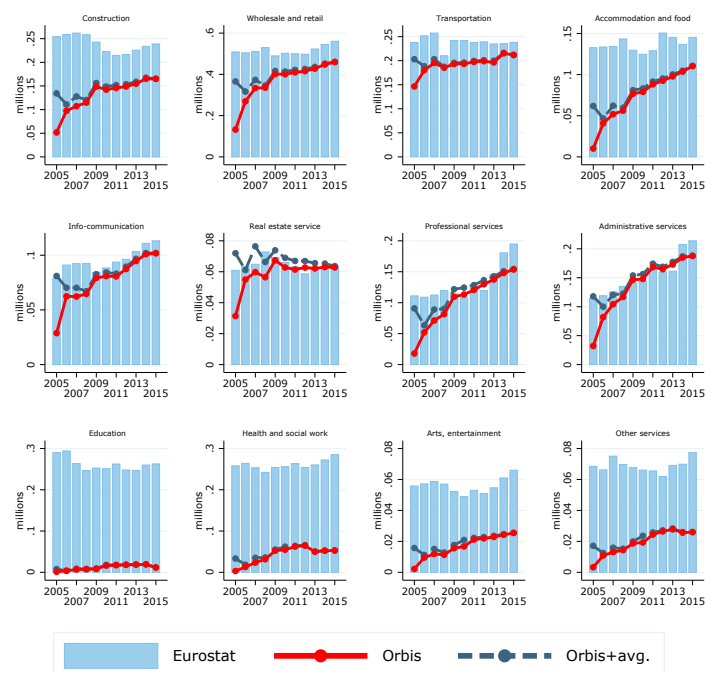 Construction
millions
0 .05 .1 .15 .2 .25
2005 2009 2013
2007 2011 2015
Wholesale and retail
millions
0 .2 .4 .6
2005 2009 2013
2007 2011 2015
Transportation
millions
0 .05 .1 .15 .2 .25
2005 2009 2013
2007 2011 2015
Accommodation and food
millions
0 .05 .1 .15
2005 2009 2013
2007 2011 2015
Info-communication
millions
0 .05 .1
2005 2009 2013
2007 2011 2015
Real estate service
millions
0 .02 .04 .06 .08
2005 2009 2013
2007 2011 2015
Professional services
millions
0 .05 .1 .15 .2
2005 2009 2013
2007 2011 2015
Administrative services
millions
0 .05 .1 .15 .2
2005 2009 2013
2007 2011 2015
Education
millions
0 .1 .2 .3
2005 2009 2013
2007 2011 2015
Health and social work
millions
0 .1 .2 .3
2005 2009 2013
2007 2011 2015
Arts, entertainment
millions
0 .02 .04 .06 .08
2005 2009 2013
2007 2011 2015
Other services
millions
0 .02 .04 .06 .08
2005 2009 2013
2007 2011 2015
Eurostat Orbis Orbis+avg.